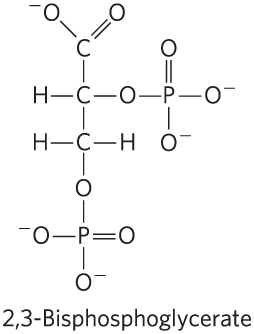 ⁻O O
C O
H—C—O—P—O⁻
H—C—H O⁻
O
⁻O—P=O
O⁻
2,3-Bisphosphoglycerate